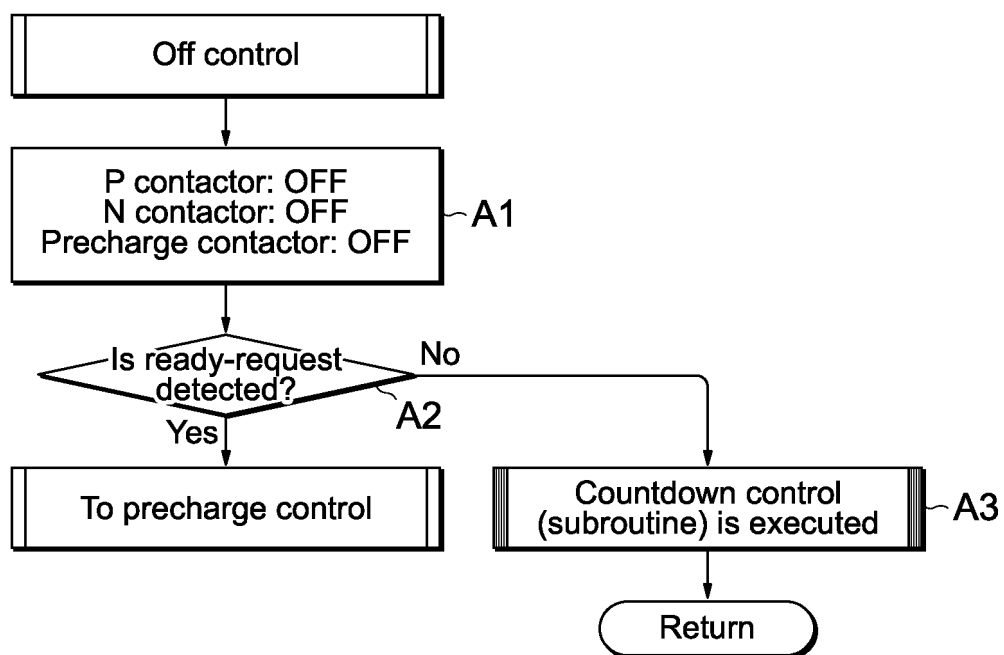 Off control
P contactor: OFF
N contactor: OFF
Precharge contactor: OFF
A1
Is ready-request
detected?
No
A2
Yes
To precharge control
Countdown control
(subroutine) is executed
A3
Return